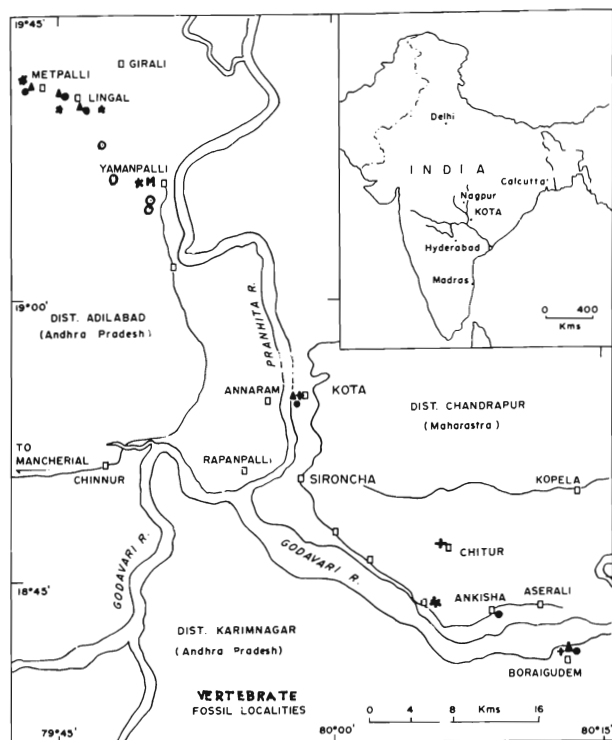 19°45'
GIRALI
METPALLI
LINGAL
YAMANPALLI
M
19°00'
DIST. ADILABAD
(Andhra Pradesh)
PRANHITA R.
ANNARAM
KOTA
DIST. CHANDRAPUR
(Maharastra)
TO
MANCHERIAL
CHINNUR
RAPANPALLI
SIRONCHA
KOPELA
GODAVARI R.
GODAVARI R.
CHITUR
18°45'
ANKISHA
ASERALI
DIST. KARIMNAGAR
(Andhra Pradesh)
BORAIGUDEM
VERTEBRATE
FOSSIL LOCALITIES
0 4 8 Kms 16
79°45'
80°00'
80°15'
Delhi
INDIA
Calcutta
Nagpur
KOTA
Hyderabad
Madras
0 400
Kms